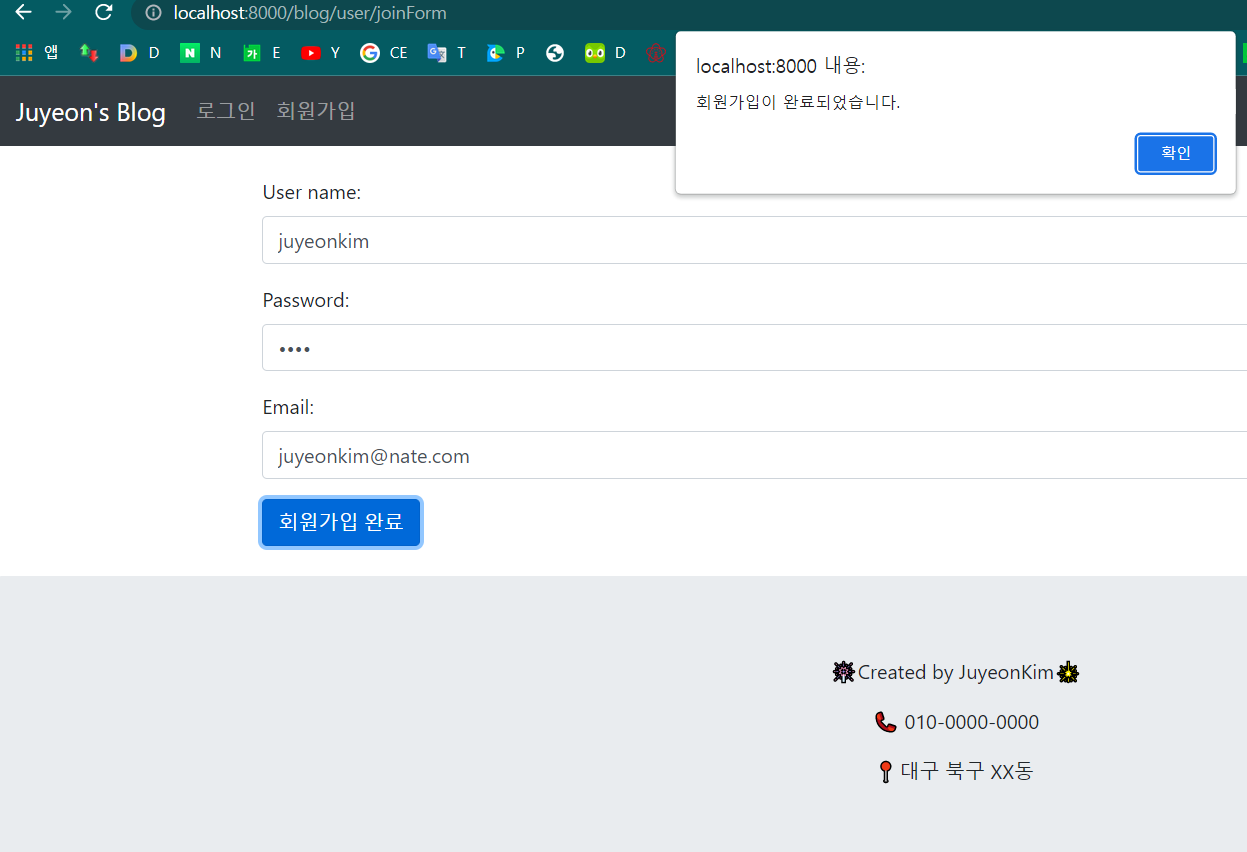 localhost:8000/blog/user/joinForm
앱 D N 가 E Y G CE G T P D
localhost:8000 내용:
회원가입이 완료되었습니다.
확인
Juyeon's Blog 로그인 회원가입
User name:
juyeonkim
Password:
••••
Email:
juyeonkim@nate.com
회원가입 완료
Created by JuyeonKim
010-0000-0000
대구 북구 XX동